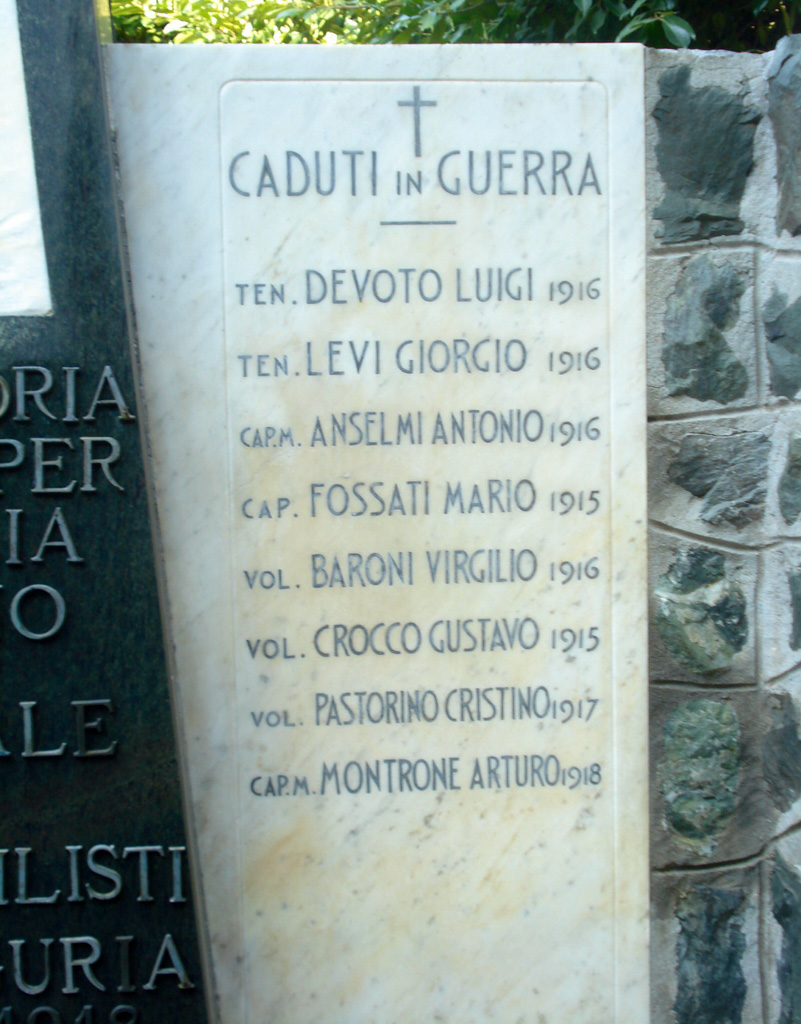 CADUTI IN GUERRA
TEN. DEVOTO LUIGI 1916
TEN. LEVI GIORGIO 1916
CAP.M. ANSELMI ANTONIO 1916
CAP. FOSSATI MARIO 1915
VOL. BARONI VIRGILIO 1916
VOL. CROCCO GUSTAVO 1915
VOL. PASTORINO CRISTINO 1917
CAP.M. MONTRONE ARTURO 1918
ORIA
PER
IA
NO
ALE
ILISTI
GURIA
1918